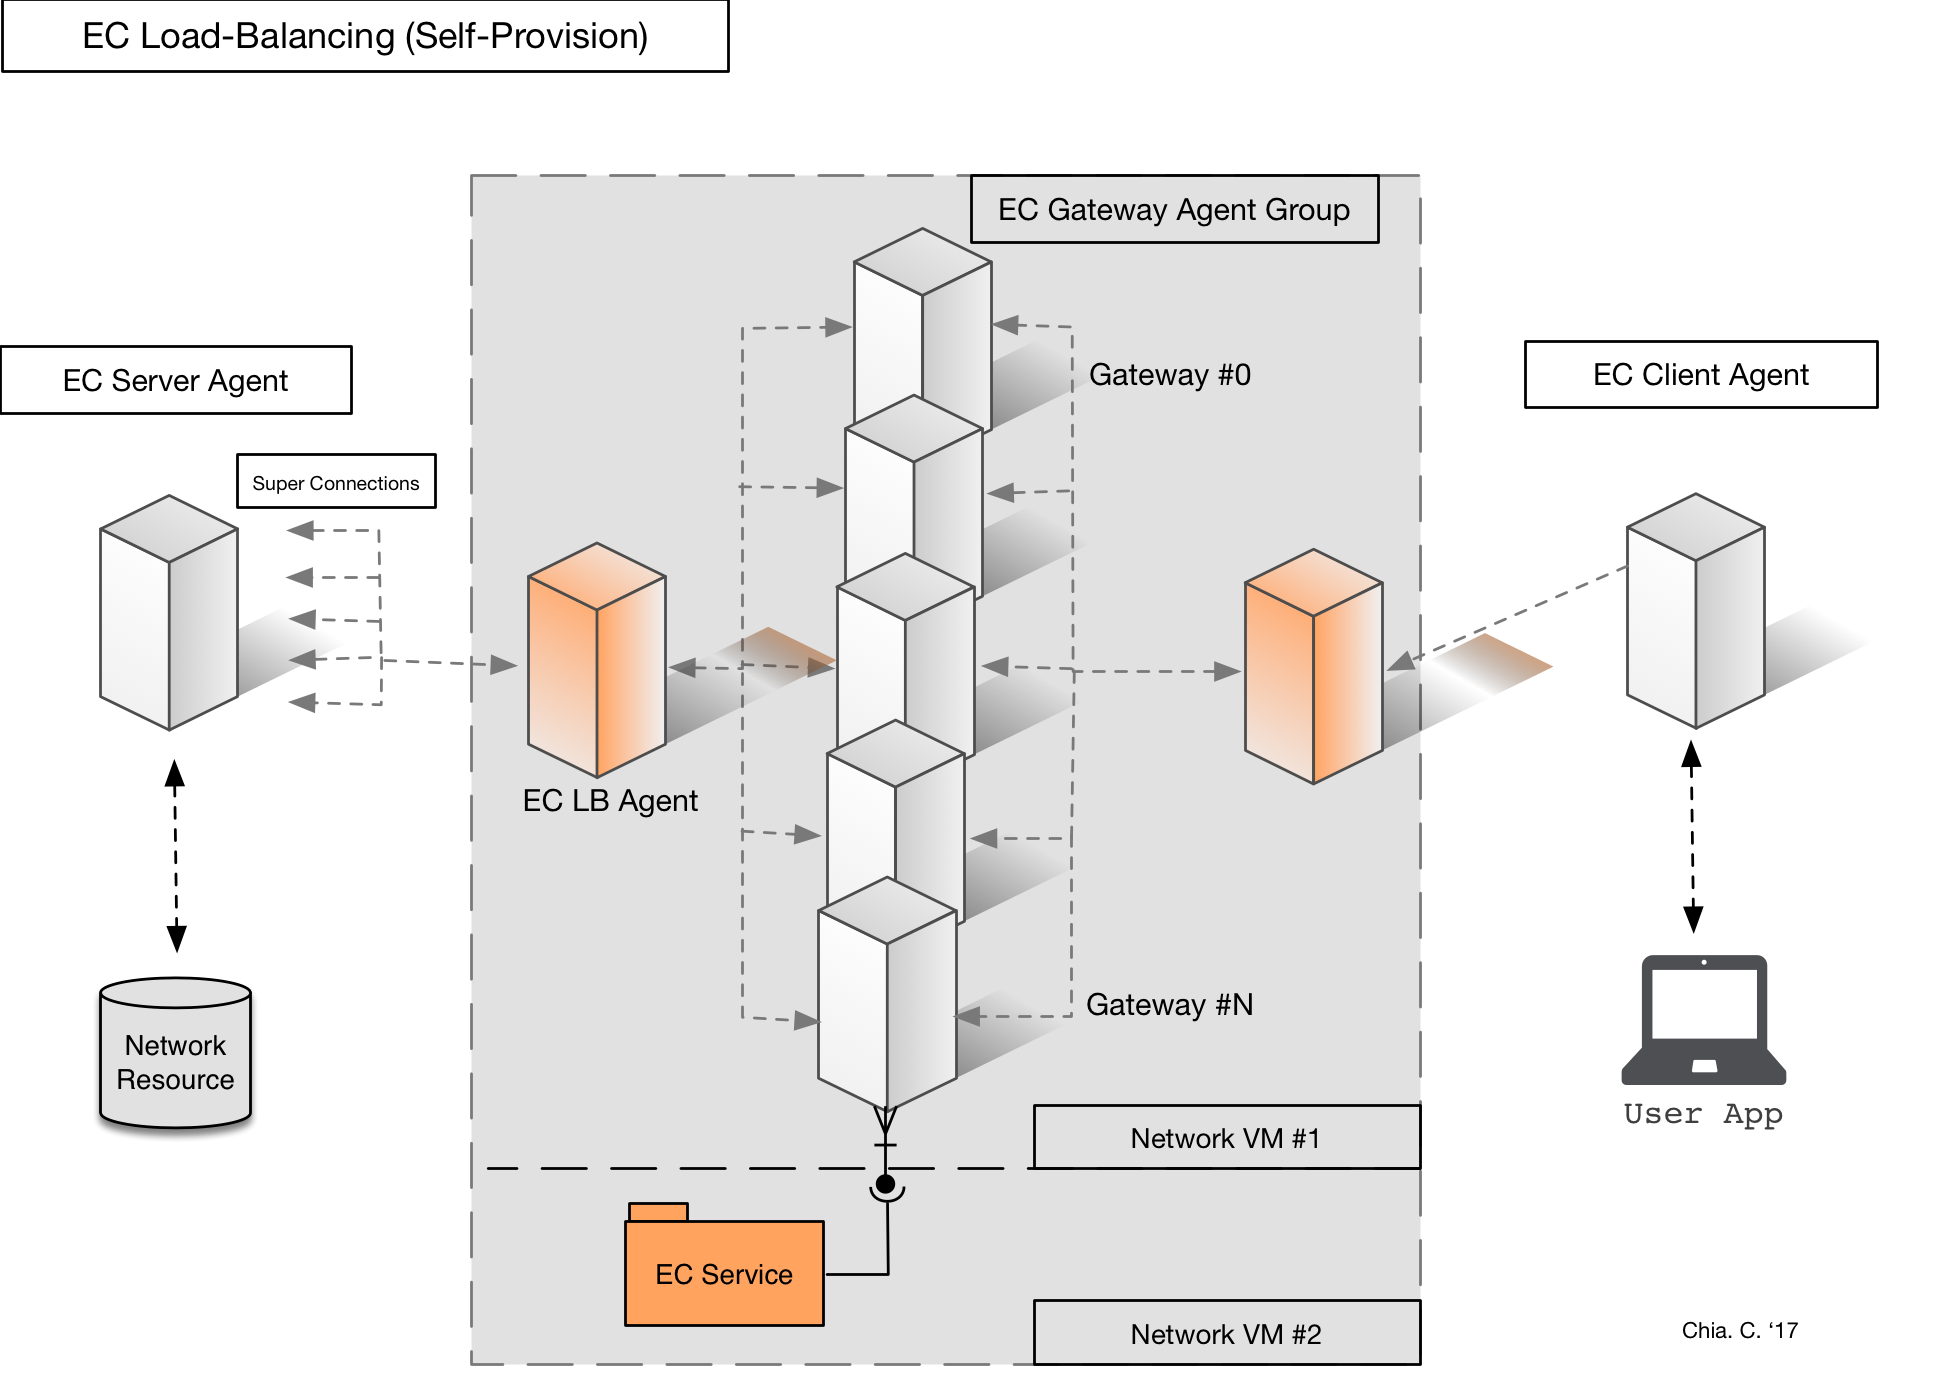 EC Load-Balancing (Self-Provision)
EC Gateway Agent Group
EC Server Agent
Gateway #0
EC Client Agent
Super Connections
EC LB Agent
Gateway #N
Network
Resource
User App
Network VM #1
EC Service
Network VM #2
Chia. C. ‘17